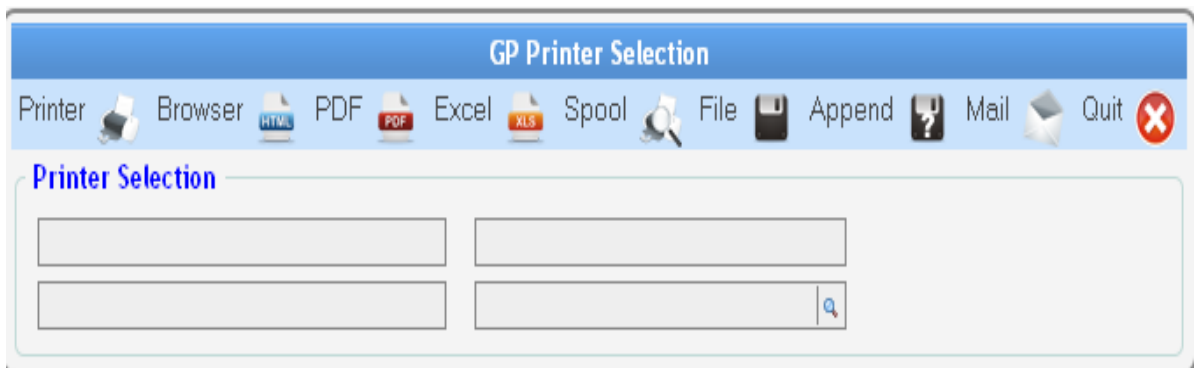 GP Printer Selection
Printer Browser HTML PDF PDF Excel XLS Spool File Append ? Mail Quit
Printer Selection